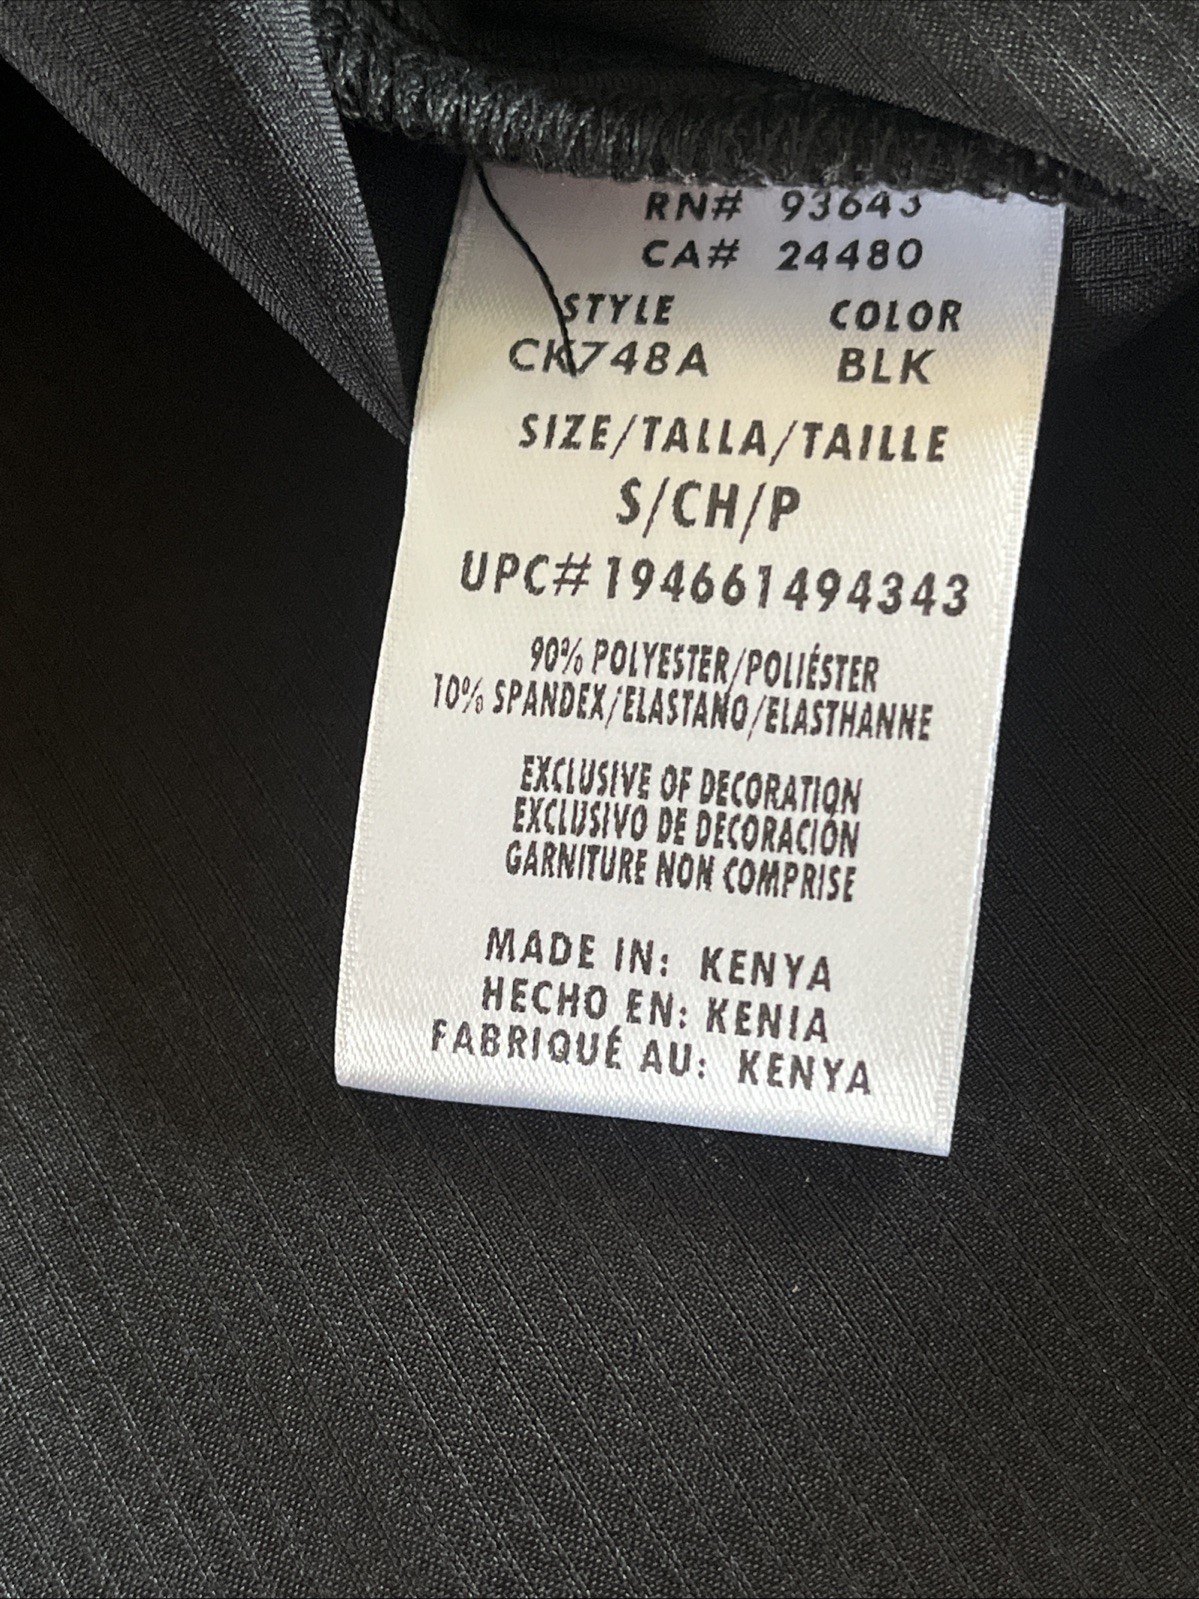 RN# 93643
CA# 24480
STYLE COLOR
CK748A BLK
SIZE/TALLA/TAILLE
S/CH/P
UPC#194661494343
90% POLYESTER/POLIÉSTER
10% SPANDEX/ELASTANO/ELASTHANNE
EXCLUSIVE OF DECORATION
EXCLUSIVO DE DECORACIÓN
GARNITURE NON COMPRISE
MADE IN: KENYA
HECHO EN: KENIA
FABRIQUÉ AU: KENYA